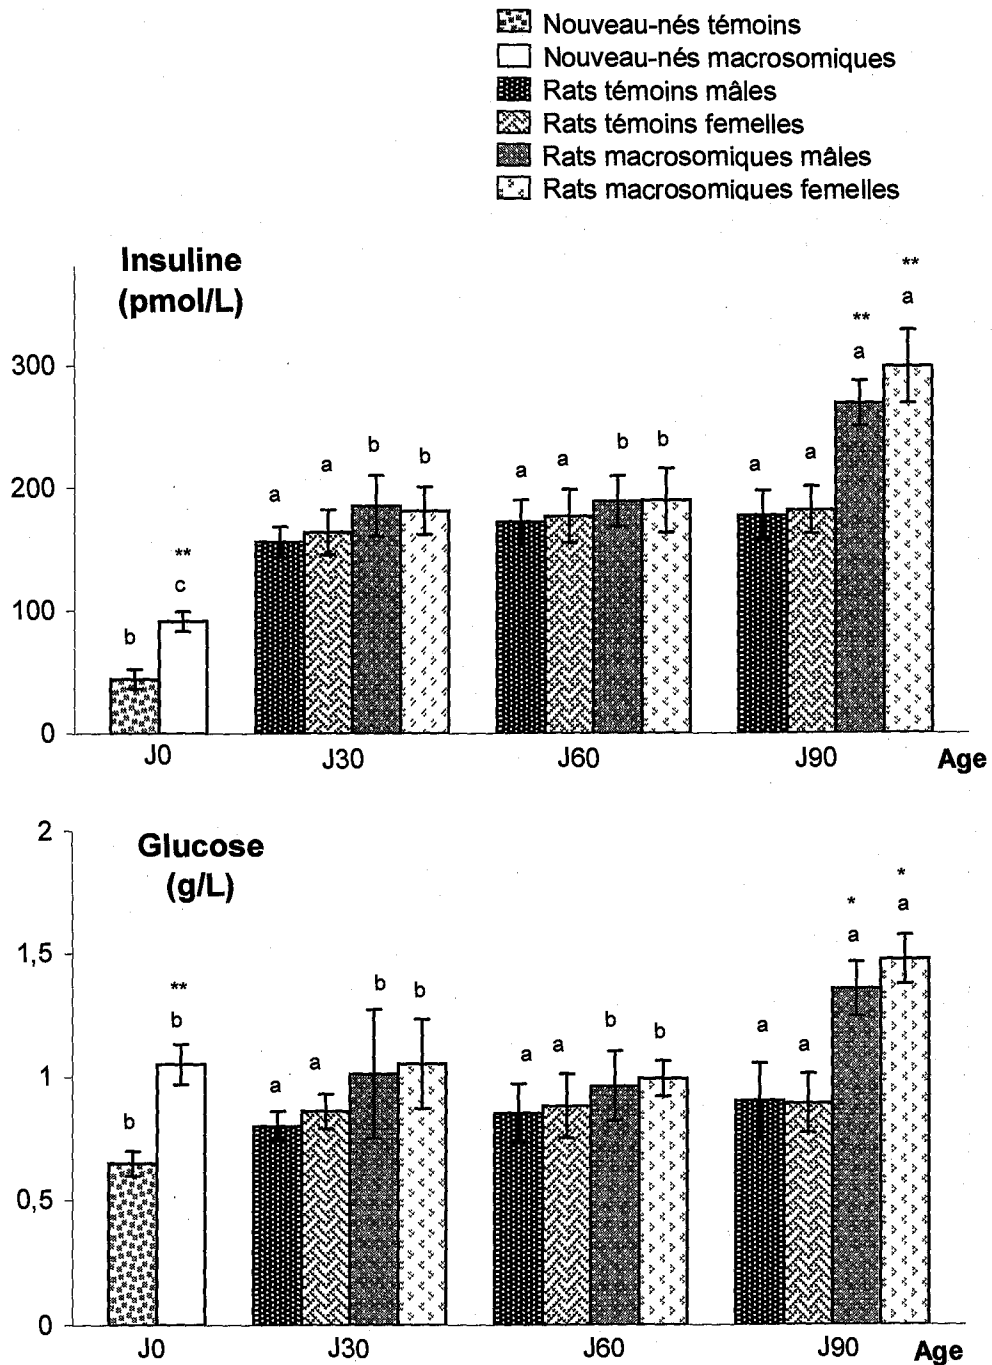 Nouveau-nés témoins
Nouveau-nés macrosomiques
Rats témoins mâles
Rats témoins femelles
Rats macrosomiques mâles
Rats macrosomiques femelles
Insuline
(pmol/L)
**
a
**
a
300
b
b
b
b
a
a
a
a
a
a
200
**
c
b
100
0
J0
J30
J60
J90
Age
2
Glucose
(g/L)
*
a
*
a
1,5
**
b
b
b
b
b
a
a
a
a
a
a
1
b
0,5
0
J0
J30
J60
J90
Age